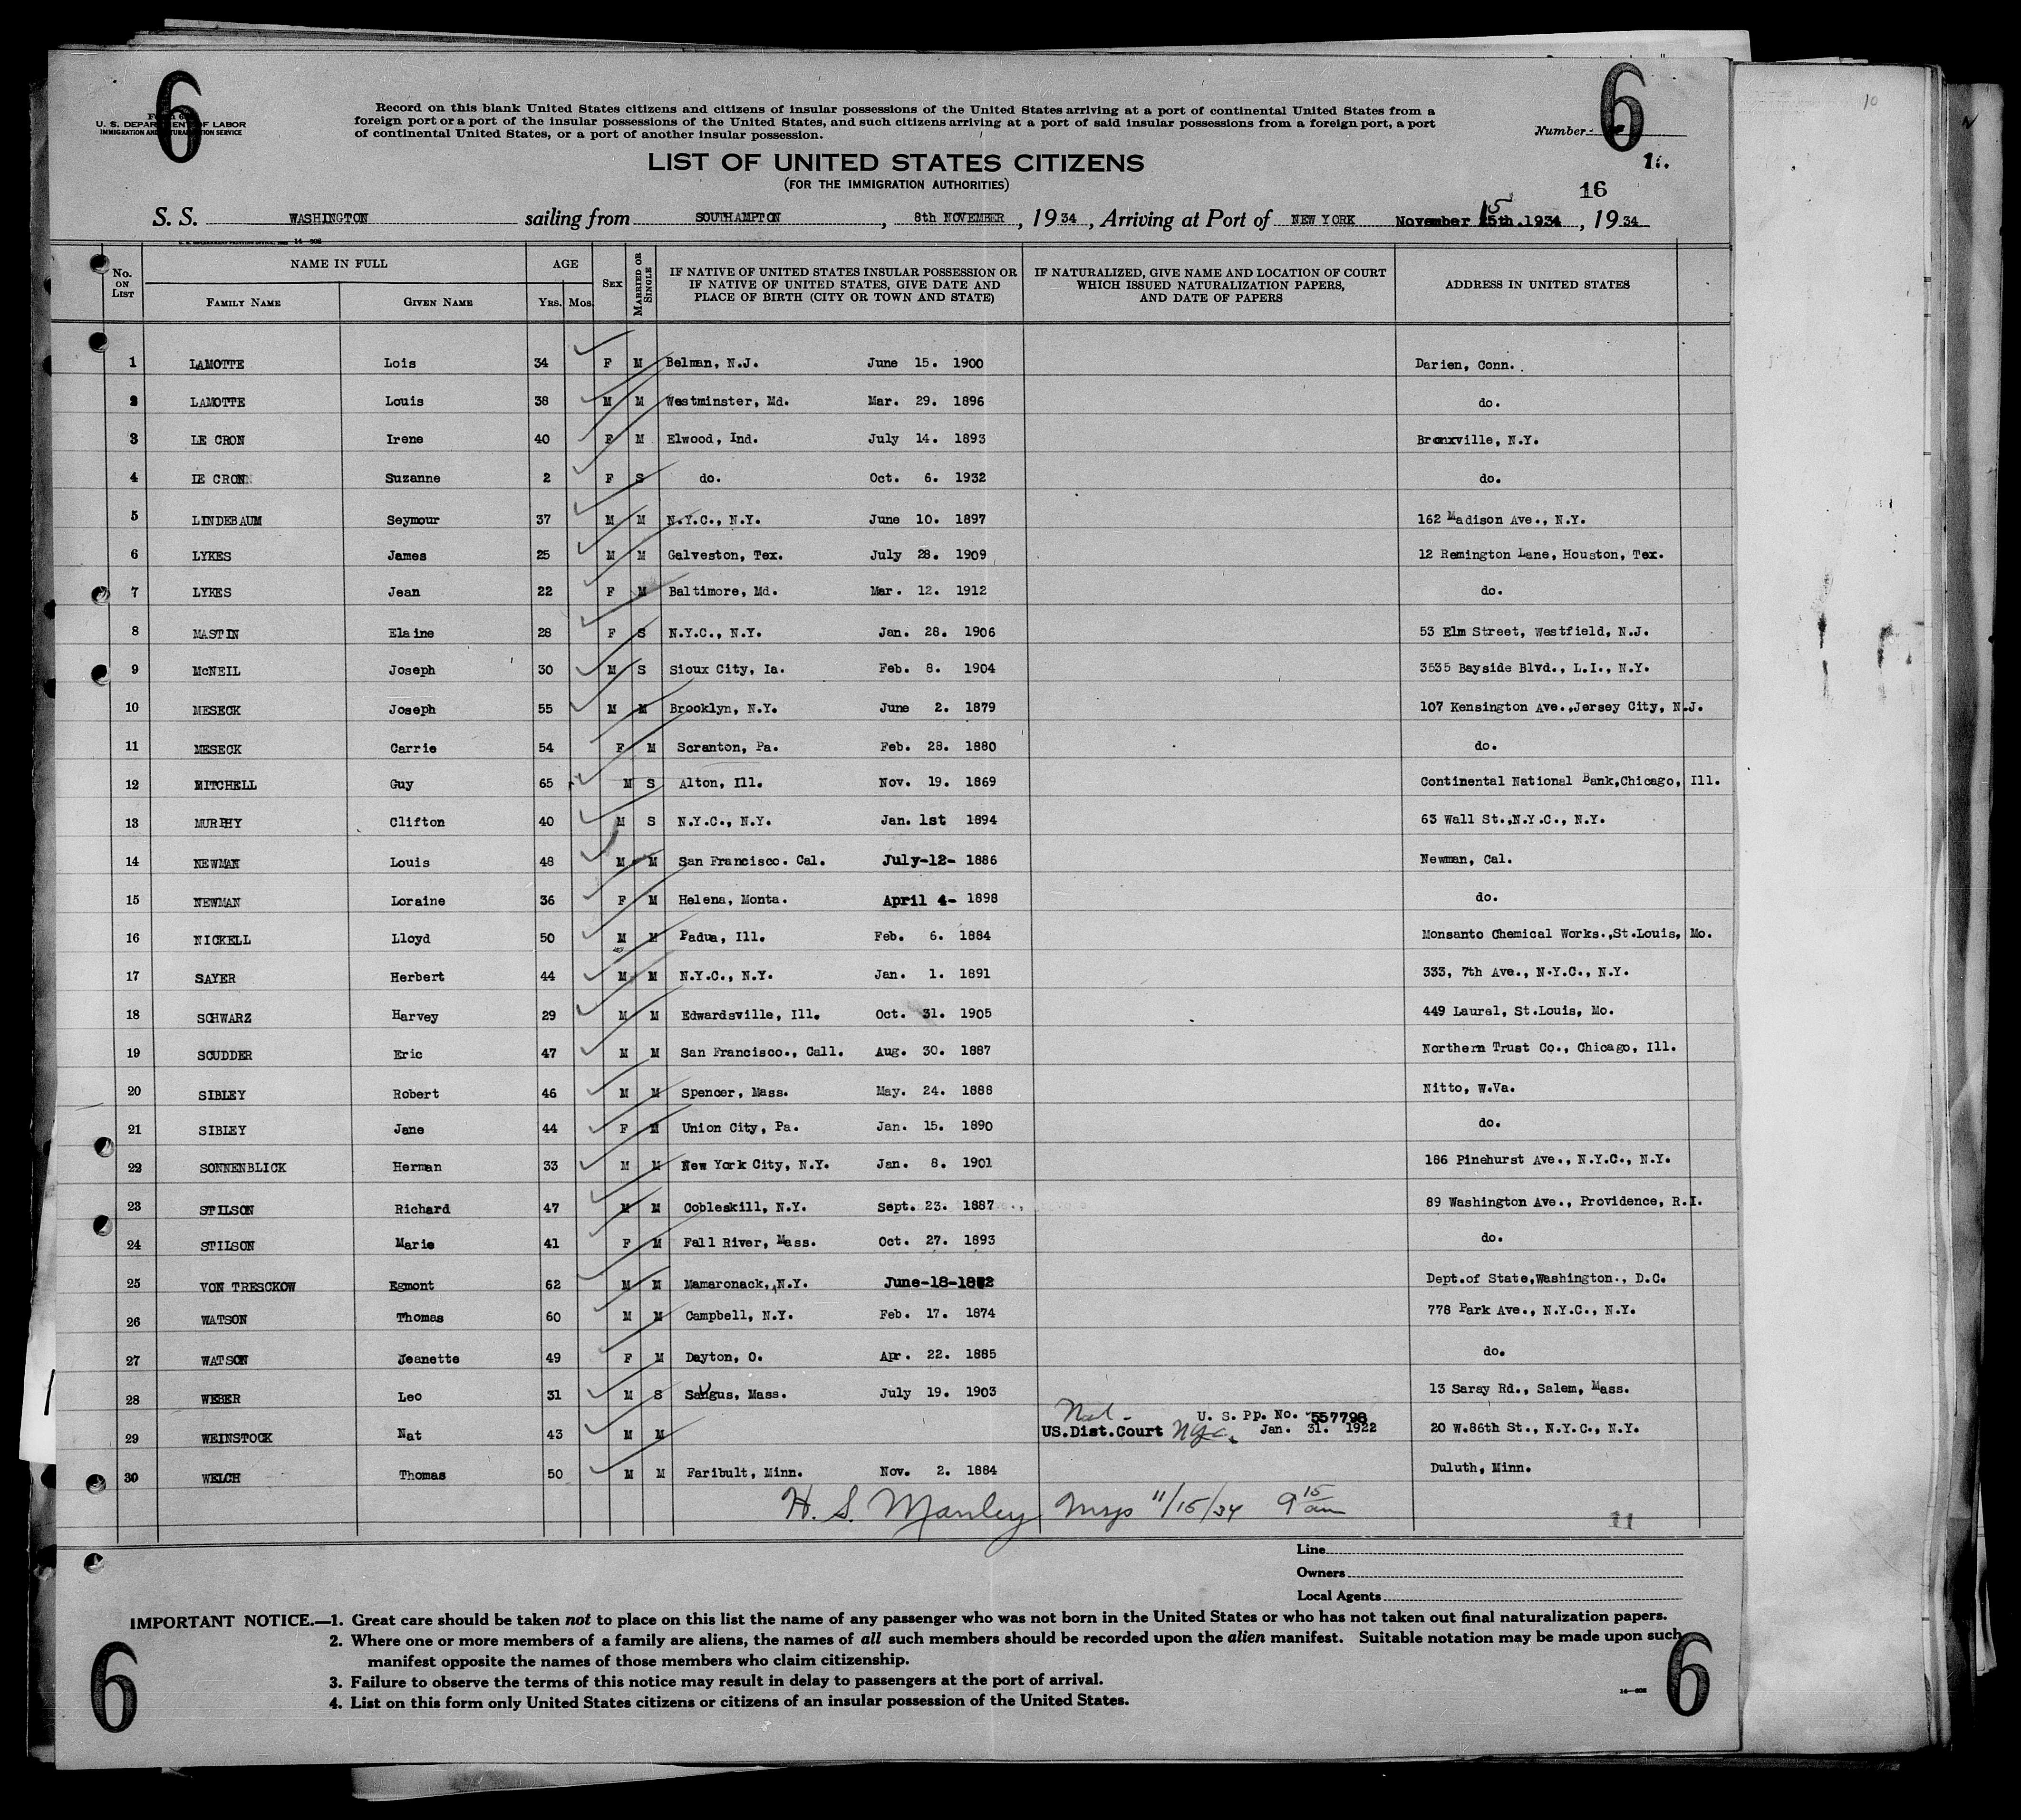 6
6
10
Record on this blank United States citizens and citizens of insular possessions of the United States arriving at a port of continental United States from a
foreign port or a port of the insular possessions of the United States, and such citizens arriving at a port of said insular possessions from a foreign port, a port
of continental United States, or a port of another insular possession.
U. S. DEPARTMENT OF LABOR
IMMIGRATION AND NATURALIZATION SERVICE
Number
LIST OF UNITED STATES CITIZENS
(FOR THE IMMIGRATION AUTHORITIES)
16
S. S. WASHINGTON sailing from SOUTHAMPTON, 8th NOVEMBER, 1934, Arriving at Port of NEW YORK November 15th.1934, 1934
14—806
No. ON LIST NAME IN FULL AGE SEX MARRIED OR SINGLE IF NATIVE OF UNITED STATES INSULAR POSSESSION OR IF NATIVE OF UNITED STATES, GIVE DATE AND PLACE OF BIRTH (CITY OR TOWN AND STATE) IF NATURALIZED, GIVE NAME AND LOCATION OF COURT WHICH ISSUED NATURALIZATION PAPERS, AND DATE OF PAPERS ADDRESS IN UNITED STATES
FAMILY NAME GIVEN NAME YRS. MOS.
1 LAMOTTE Lois 34 F M Belman, N.J. June 15. 1900 Darien, Conn.
2 LAMOTTE Louis 38 M M Westminster, Md. Mar. 29. 1896 do.
3 LE CRON Irene 40 F M Elwood, Ind. July 14. 1893 Bronxville, N.Y.
4 LE CRON Suzanne 2 F S do. Oct. 6. 1932 do.
5 LINDEBAUM Seymour 37 M M N.Y.C., N.Y. June 10. 1897 162 Madison Ave., N.Y.
6 LYKES James 25 M M Galveston, Tex. July 28. 1909 12 Remington Lane, Houston, Tex.
7 LYKES Jean 22 F M Baltimore, Md. Mar. 12. 1912 do.
8 MASTIN Elaine 28 F S N.Y.C., N.Y. Jan. 28. 1906 53 Elm Street, Westfield, N.J.
9 McNEIL Joseph 30 M S Sioux City, Ia. Feb. 8. 1904 3535 Bayside Blvd., L.I., N.Y.
10 MESECK Joseph 55 M M Brooklyn, N.Y. June 2. 1879 107 Kensington Ave.,Jersey City, N.J.
11 MESECK Carrie 54 F M Scranton, Pa. Feb. 28. 1880 do.
12 MITCHELL Guy 65 M S Alton, Ill. Nov. 19. 1869 Continental National Bank,Chicago, Ill.
13 MURPHY Clifton 40 M S N.Y.C., N.Y. Jan. 1st 1894 63 Wall St.,N.Y.C., N.Y.
14 NEWMAN Louis 48 M M San Francisco. Cal. July-12- 1886 Newman, Cal.
15 NEWMAN Loraine 36 F M Helena, Monta. April 4- 1898 do.
16 NICKELL Lloyd 50 M M Padua, Ill. Feb. 6. 1884 Monsanto Chemical Works.,St.Louis, Mo.
17 SAYER Herbert 44 M M N.Y.C., N.Y. Jan. 1. 1891 333, 7th Ave., N.Y.C., N.Y.
18 SCHWARZ Harvey 29 M M Edwardsville, Ill. Oct. 31. 1905 449 Laurel, St.Louis, Mo.
19 SCUDDER Eric 47 M M San Francisco., Call. Aug. 30. 1887 Northern Trust Co., Chicago, Ill.
20 SIBLEY Robert 46 M M Spencer, Mass. May. 24. 1888 Nitto, W.Va.
21 SIBLEY Jane 44 F M Union City, Pa. Jan. 15. 1890 do.
22 SONNENBLICK Herman 33 M M New York City, N.Y. Jan. 8. 1901 186 Pinehurst Ave., N.Y.C., N.Y.
23 STILSON Richard 47 M M Cobleskill, N.Y. Sept. 23. 1887 89 Washington Ave., Providence, R.I.
24 STILSON Marie 41 F M Fall River, Mass. Oct. 27. 1893 do.
25 VON TRESCKOW Egmont 62 M M Mamaronack, N.Y. June-18-1872 Dept.of State,Washington., D.C.
26 WATSON Thomas 60 M M Campbell, N.Y. Feb. 17. 1874 778 Park Ave., N.Y.C., N.Y.
27 WATSON Jeanette 49 F M Dayton, O. Apr. 22. 1885 do.
28 WEBER Leo 31 M S Saugus, Mass. July 19. 1903 13 Saray Rd., Salem, Mass.
Nat- U. S. Pp. No. 557798
29 WEINSTOCK Nat 43 M M US.Dist.Court NYC. Jan. 31. 1922 20 W.86th St., N.Y.C., N.Y.
30 WELCH Thomas 50 M M Faribult, Minn. Nov. 2. 1884 Duluth, Minn.
H. S. Manley 11/15/34 9 15 am
11
Line
Owners
Local Agents
IMPORTANT NOTICE.—1. Great care should be taken not to place on this list the name of any passenger who was not born in the United States or who has not taken out final naturalization papers.
2. Where one or more members of a family are aliens, the names of all such members should be recorded upon the alien manifest. Suitable notation may be made upon such
manifest opposite the names of those members who claim citizenship.
3. Failure to observe the terms of this notice may result in delay to passengers at the port of arrival.
4. List on this form only United States citizens or citizens of an insular possession of the United States.
14—806
6
6